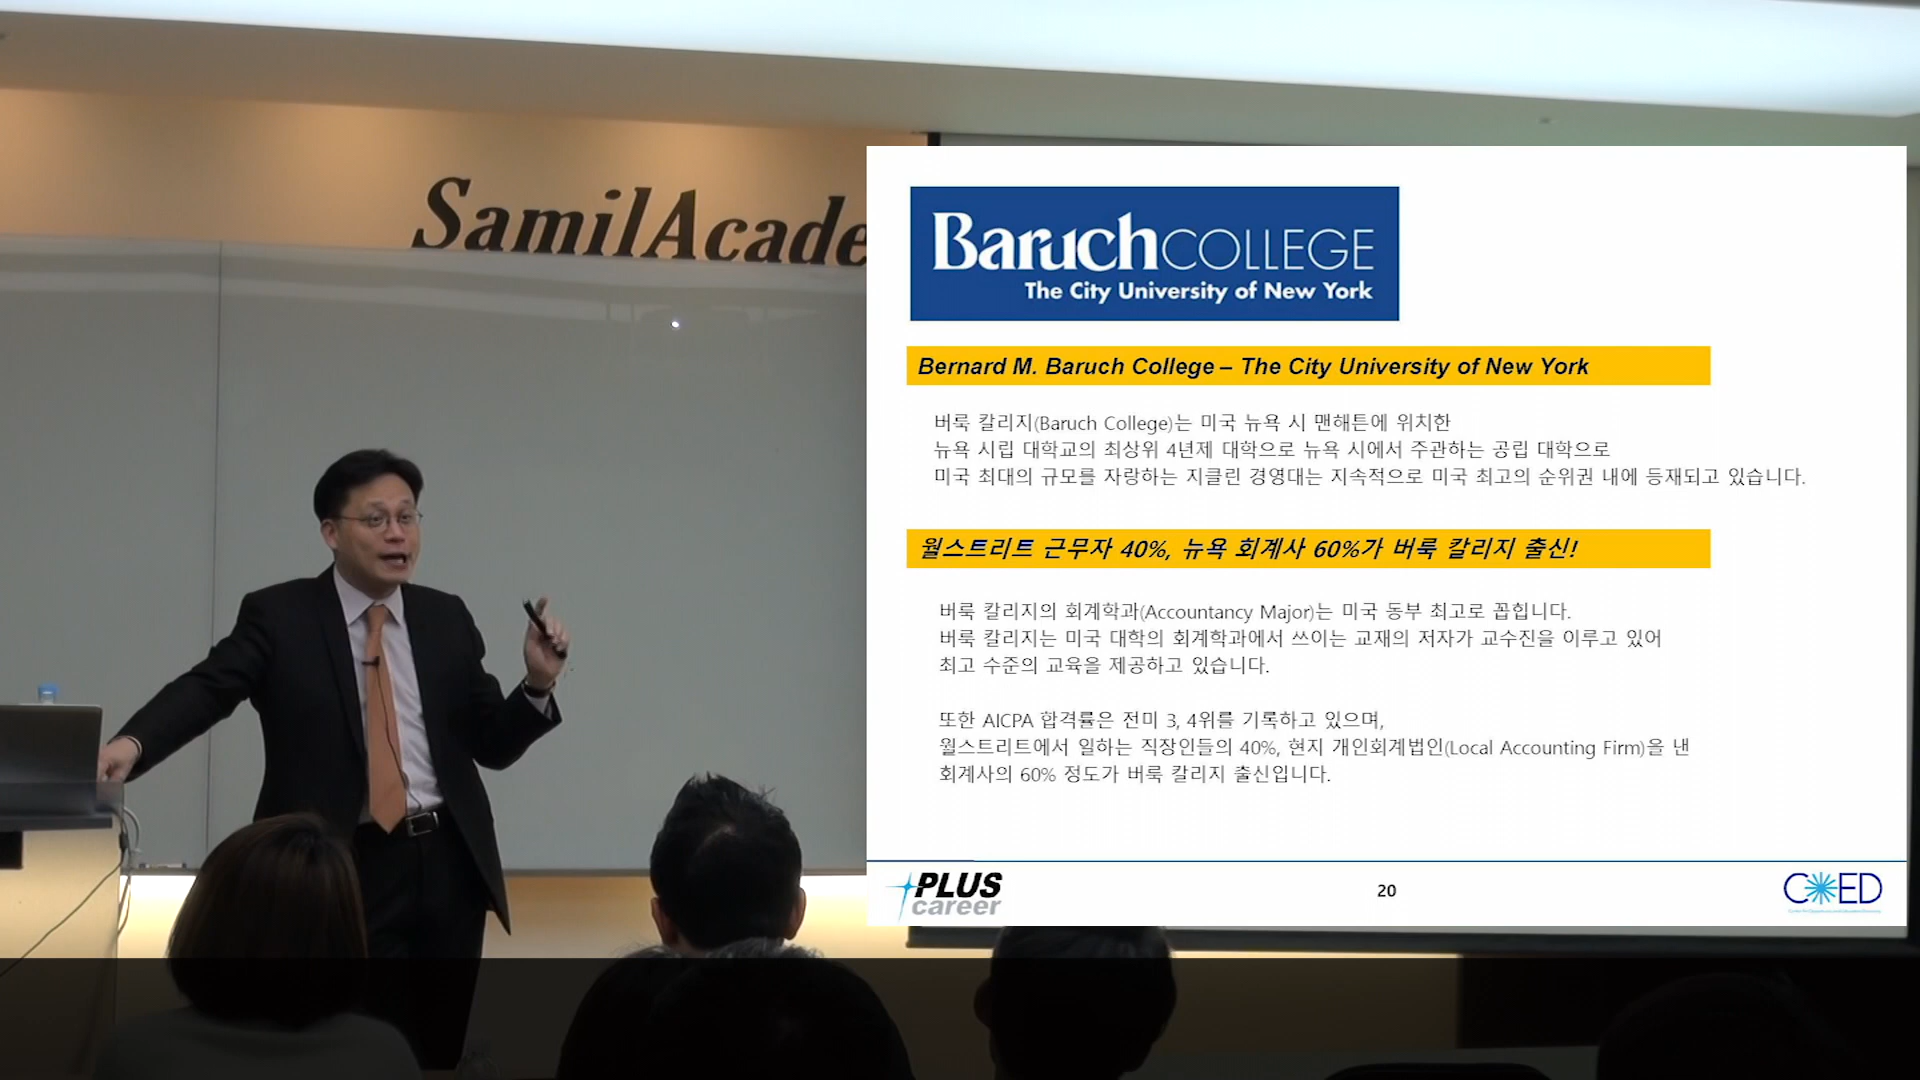 SamilAcade
Baruch COLLEGE
The City University of New York
Bernard M. Baruch College – The City University of New York
버룩 칼리지(Baruch College)는 미국 뉴욕 시 맨해튼에 위치한
뉴욕 시립 대학교의 최상위 4년제 대학으로 뉴욕 시에서 주관하는 공립 대학으로
미국 최대의 규모를 자랑하는 지클린 경영대는 지속적으로 미국 최고의 순위권 내에 등재되고 있습니다.
월스트리트 근무자 40%, 뉴욕 회계사 60%가 버룩 칼리지 출신!
버룩 칼리지의 회계학과(Accountancy Major)는 미국 동부 최고로 꼽힙니다.
버룩 칼리지는 미국 대학의 회계학과에서 쓰이는 교재의 저자가 교수진을 이루고 있어
최고 수준의 교육을 제공하고 있습니다.
또한 AICPA 합격률은 전미 3, 4위를 기록하고 있으며,
월스트리트에서 일하는 직장인들의 40%, 현지 개인회계법인(Local Accounting Firm)을 낸
회계사의 60% 정도가 버룩 칼리지 출신입니다.
PLUS
career
20
COED